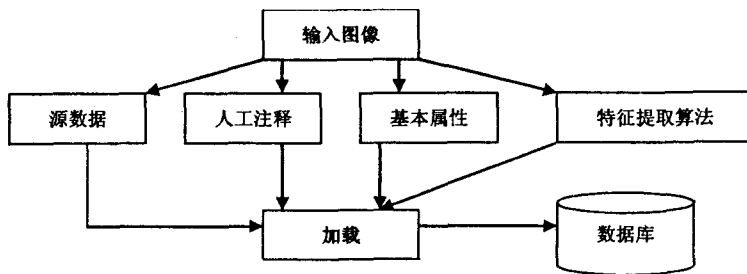 输入图像
源数据
人工注释
基本属性
特征提取算法
加载
数据库